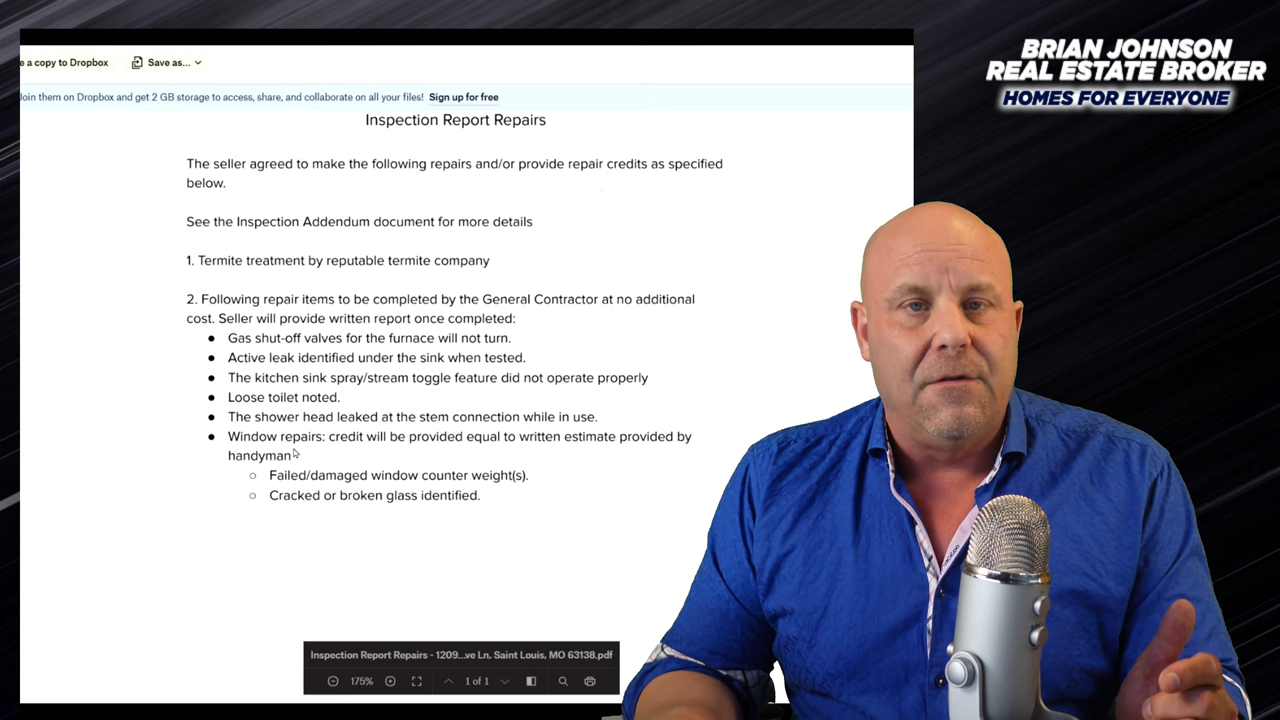 BRIAN JOHNSON
REAL ESTATE BROKER
HOMES FOR EVERYONE
e a copy to Dropbox
Save as...
Join them on Dropbox and get 2 GB storage to access, share, and collaborate on all your files! Sign up for free
Inspection Report Repairs
The seller agreed to make the following repairs and/or provide repair credits as specified
below.
See the Inspection Addendum document for more details
1. Termite treatment by reputable termite company
2. Following repair items to be completed by the General Contractor at no additional
cost. Seller will provide written report once completed:
● Gas shut-off valves for the furnace will not turn.
● Active leak identified under the sink when tested.
● The kitchen sink spray/stream toggle feature did not operate properly
● Loose toilet noted.
● The shower head leaked at the stem connection while in use.
● Window repairs: credit will be provided equal to written estimate provided by
handyman
○ Failed/damaged window counter weight(s).
○ Cracked or broken glass identified.
Inspection Report Repairs - 1209...ve Ln, Saint Louis, MO 63138.pdf
175%
1 of 1